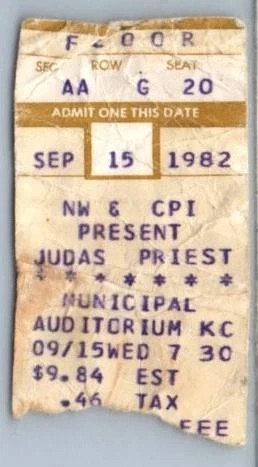 FLOOR
SEC. ROW SEAT
AA G 20
ADMIT ONE THIS DATE
SEP 15 1982
NW & CPI
PRESENT
JUDAS PRIEST
* * * * * * *
MUNICIPAL
AUDITORIUM KC
09/15WED 7 30
$9.84 EST
.46 TAX
EEE